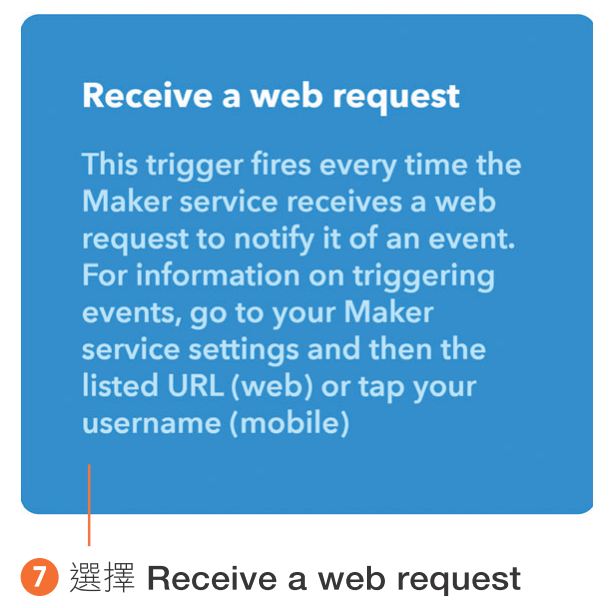 Receive a web request
This trigger fires every time the
Maker service receives a web
request to notify it of an event.
For information on triggering
events, go to your Maker
service settings and then the
listed URL (web) or tap your
username (mobile)
7 選擇 Receive a web request